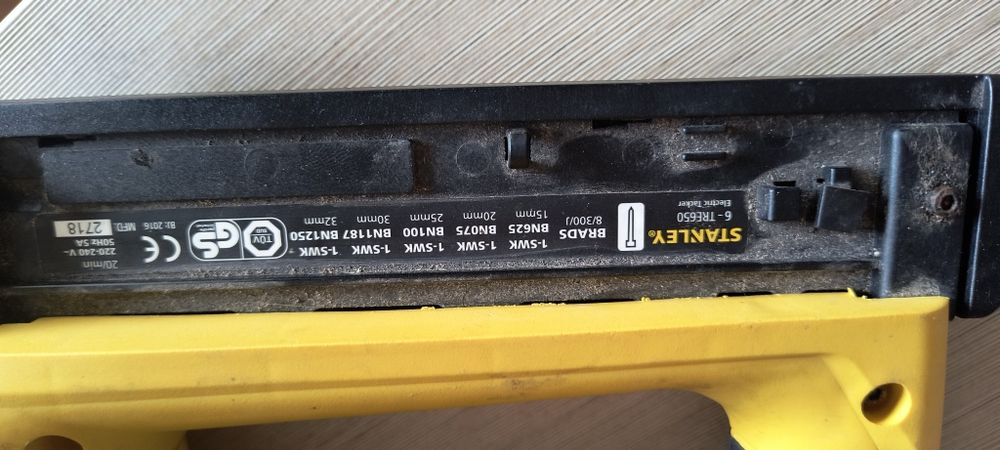 STANLEY®
6 - TRE650
Electric Tacker
BRADS
8/300/J
1-SWK
BN625
15mm
1-SWK
BN075
20mm
1-SWK
BN100
25mm
1-SWK
BN1187
30mm
1-SWK
BN1250
32mm
TÜV
SÜD
GS
CE
20/min
220-240 V~
50Hz 5A
2016 MFD. 2718